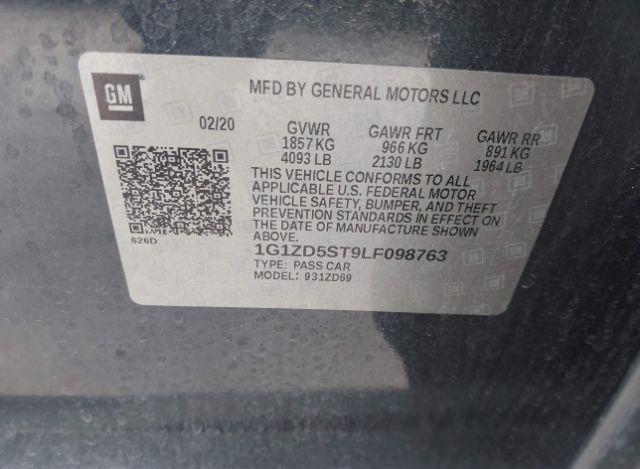 GM
MFD BY GENERAL MOTORS LLC
02/20 GVWR GAWR FRT GAWR RR
1857 KG 966 KG 891 KG
4093 LB 2130 LB 1964 LB
THIS VEHICLE CONFORMS TO ALL
APPLICABLE U.S. FEDERAL MOTOR
VEHICLE SAFETY, BUMPER, AND THEFT
PREVENTION STANDARDS IN EFFECT ON
THE DATE OF MANUFACTURE SHOWN
ABOVE.
626D
1G1ZD5ST9LF098763
TYPE: PASS CAR
MODEL: 931ZD69